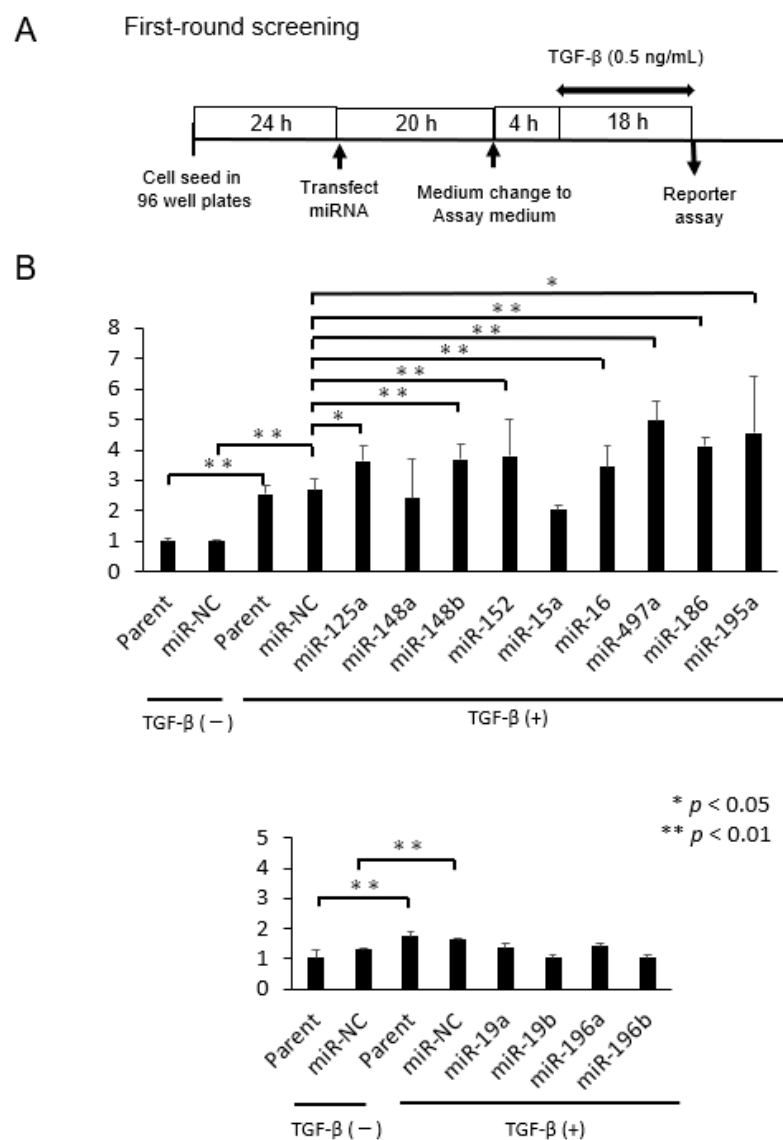 A
First-round screening
TGF-β (0.5 ng/mL)
24 h
20 h
4 h
18 h
Cell seed in
96 well plates
Transfect
miRNA
Medium change to
Assay medium
Reporter
assay
B
*
* *
* *
* *
* *
* *
*
* *
* *
8
7
6
5
4
3
2
1
0
Parent
miR-NC
Parent
miR-NC
miR-125a
miR-148a
miR-148b
miR-152
miR-15a
miR-16
miR-497a
miR-186
miR-195a
TGF-β (－)
TGF-β (+)
* p < 0.05
** p < 0.01
5
4
3
2
1
0
* *
* *
Parent
miR-NC
Parent
miR-NC
miR-19a
miR-19b
miR-196a
miR-196b
TGF-β (－)
TGF-β (+)